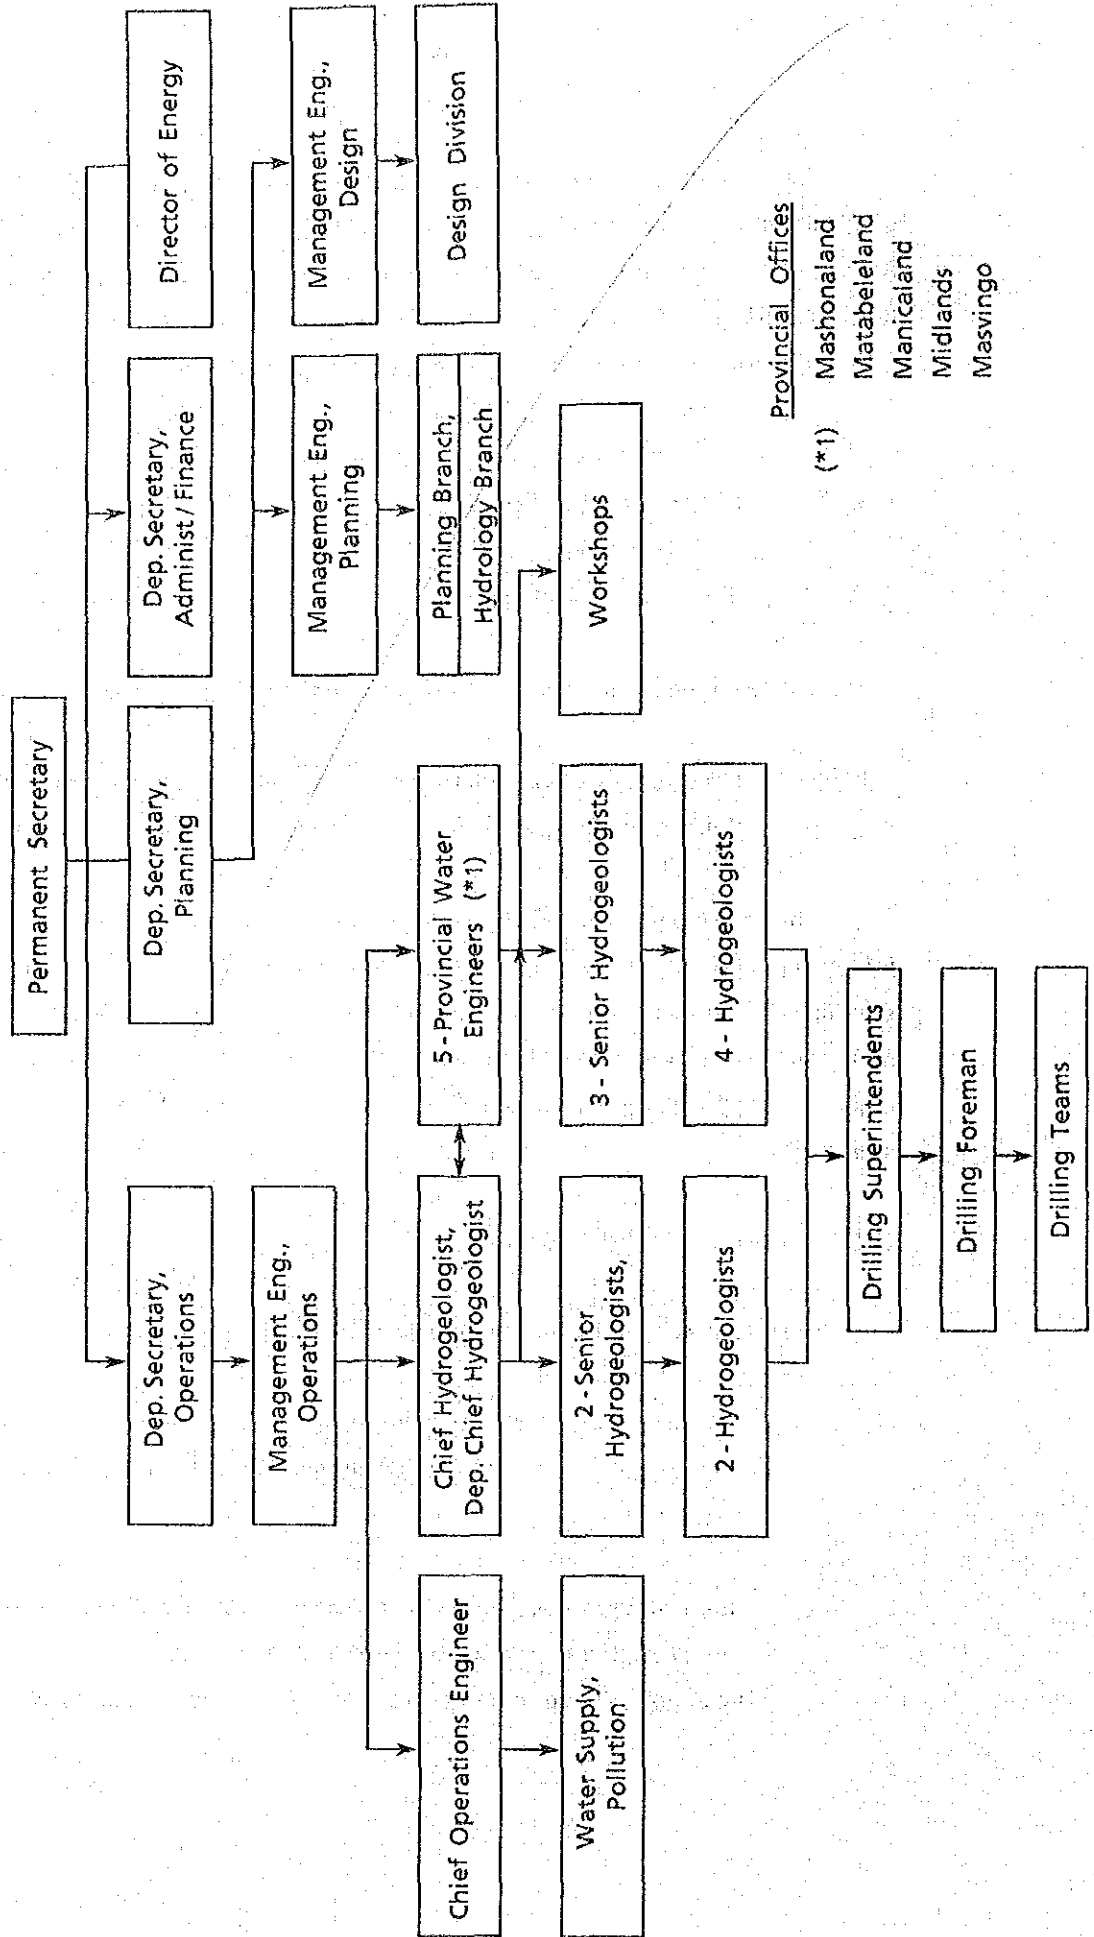 Permanent Secretary
Dep. Secretary,
Operations
Dep. Secretary,
Planning
Dep. Secretary,
Administ / Finance
Director of Energy
Management Eng.,
Operations
Management Eng.,
Planning
Management Eng.,
Design
Chief Operations Engineer
Chief Hydrogeologist,
Dep. Chief Hydrogeologist
5 - Provincial Water
Engineers (*1)
Planning Branch,
Hydrology Branch
Design Division
Water Supply,
Pollution
2 - Senior
Hydrogeologists,
3 - Senior Hydrogeologists
Workshops
2 - Hydrogeologists
4 - Hydrogeologists
Drilling Superintendents
Drilling Foreman
Drilling Teams
Provincial Offices
(*1) Mashonaland
Matabeleland
Manicaland
Midlands
Masvingo